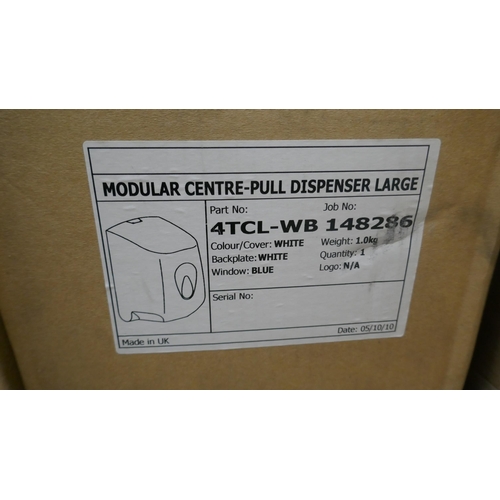 MODULAR CENTRE-PULL DISPENSER LARGE
Part No: Job No:
4TCL-WB 148286
Colour/Cover: WHITE Weight: 1.0kg
Backplate: WHITE Quantity: 1
Window: BLUE Logo: N/A
Serial No:
Made in UK Date: 05/10/10